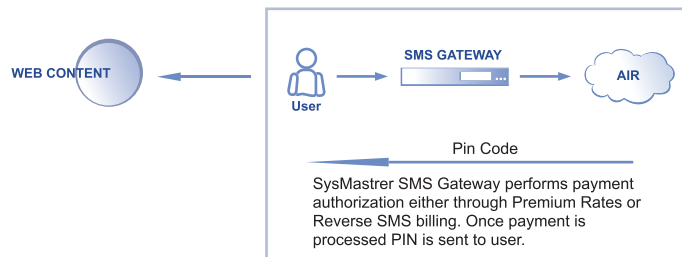 WEB CONTENT
User
SMS GATEWAY
AIR
Pin Code
SysMastrer SMS Gateway performs payment
authorization either through Premium Rates or
Reverse SMS billing. Once payment is
processed PIN is sent to user.